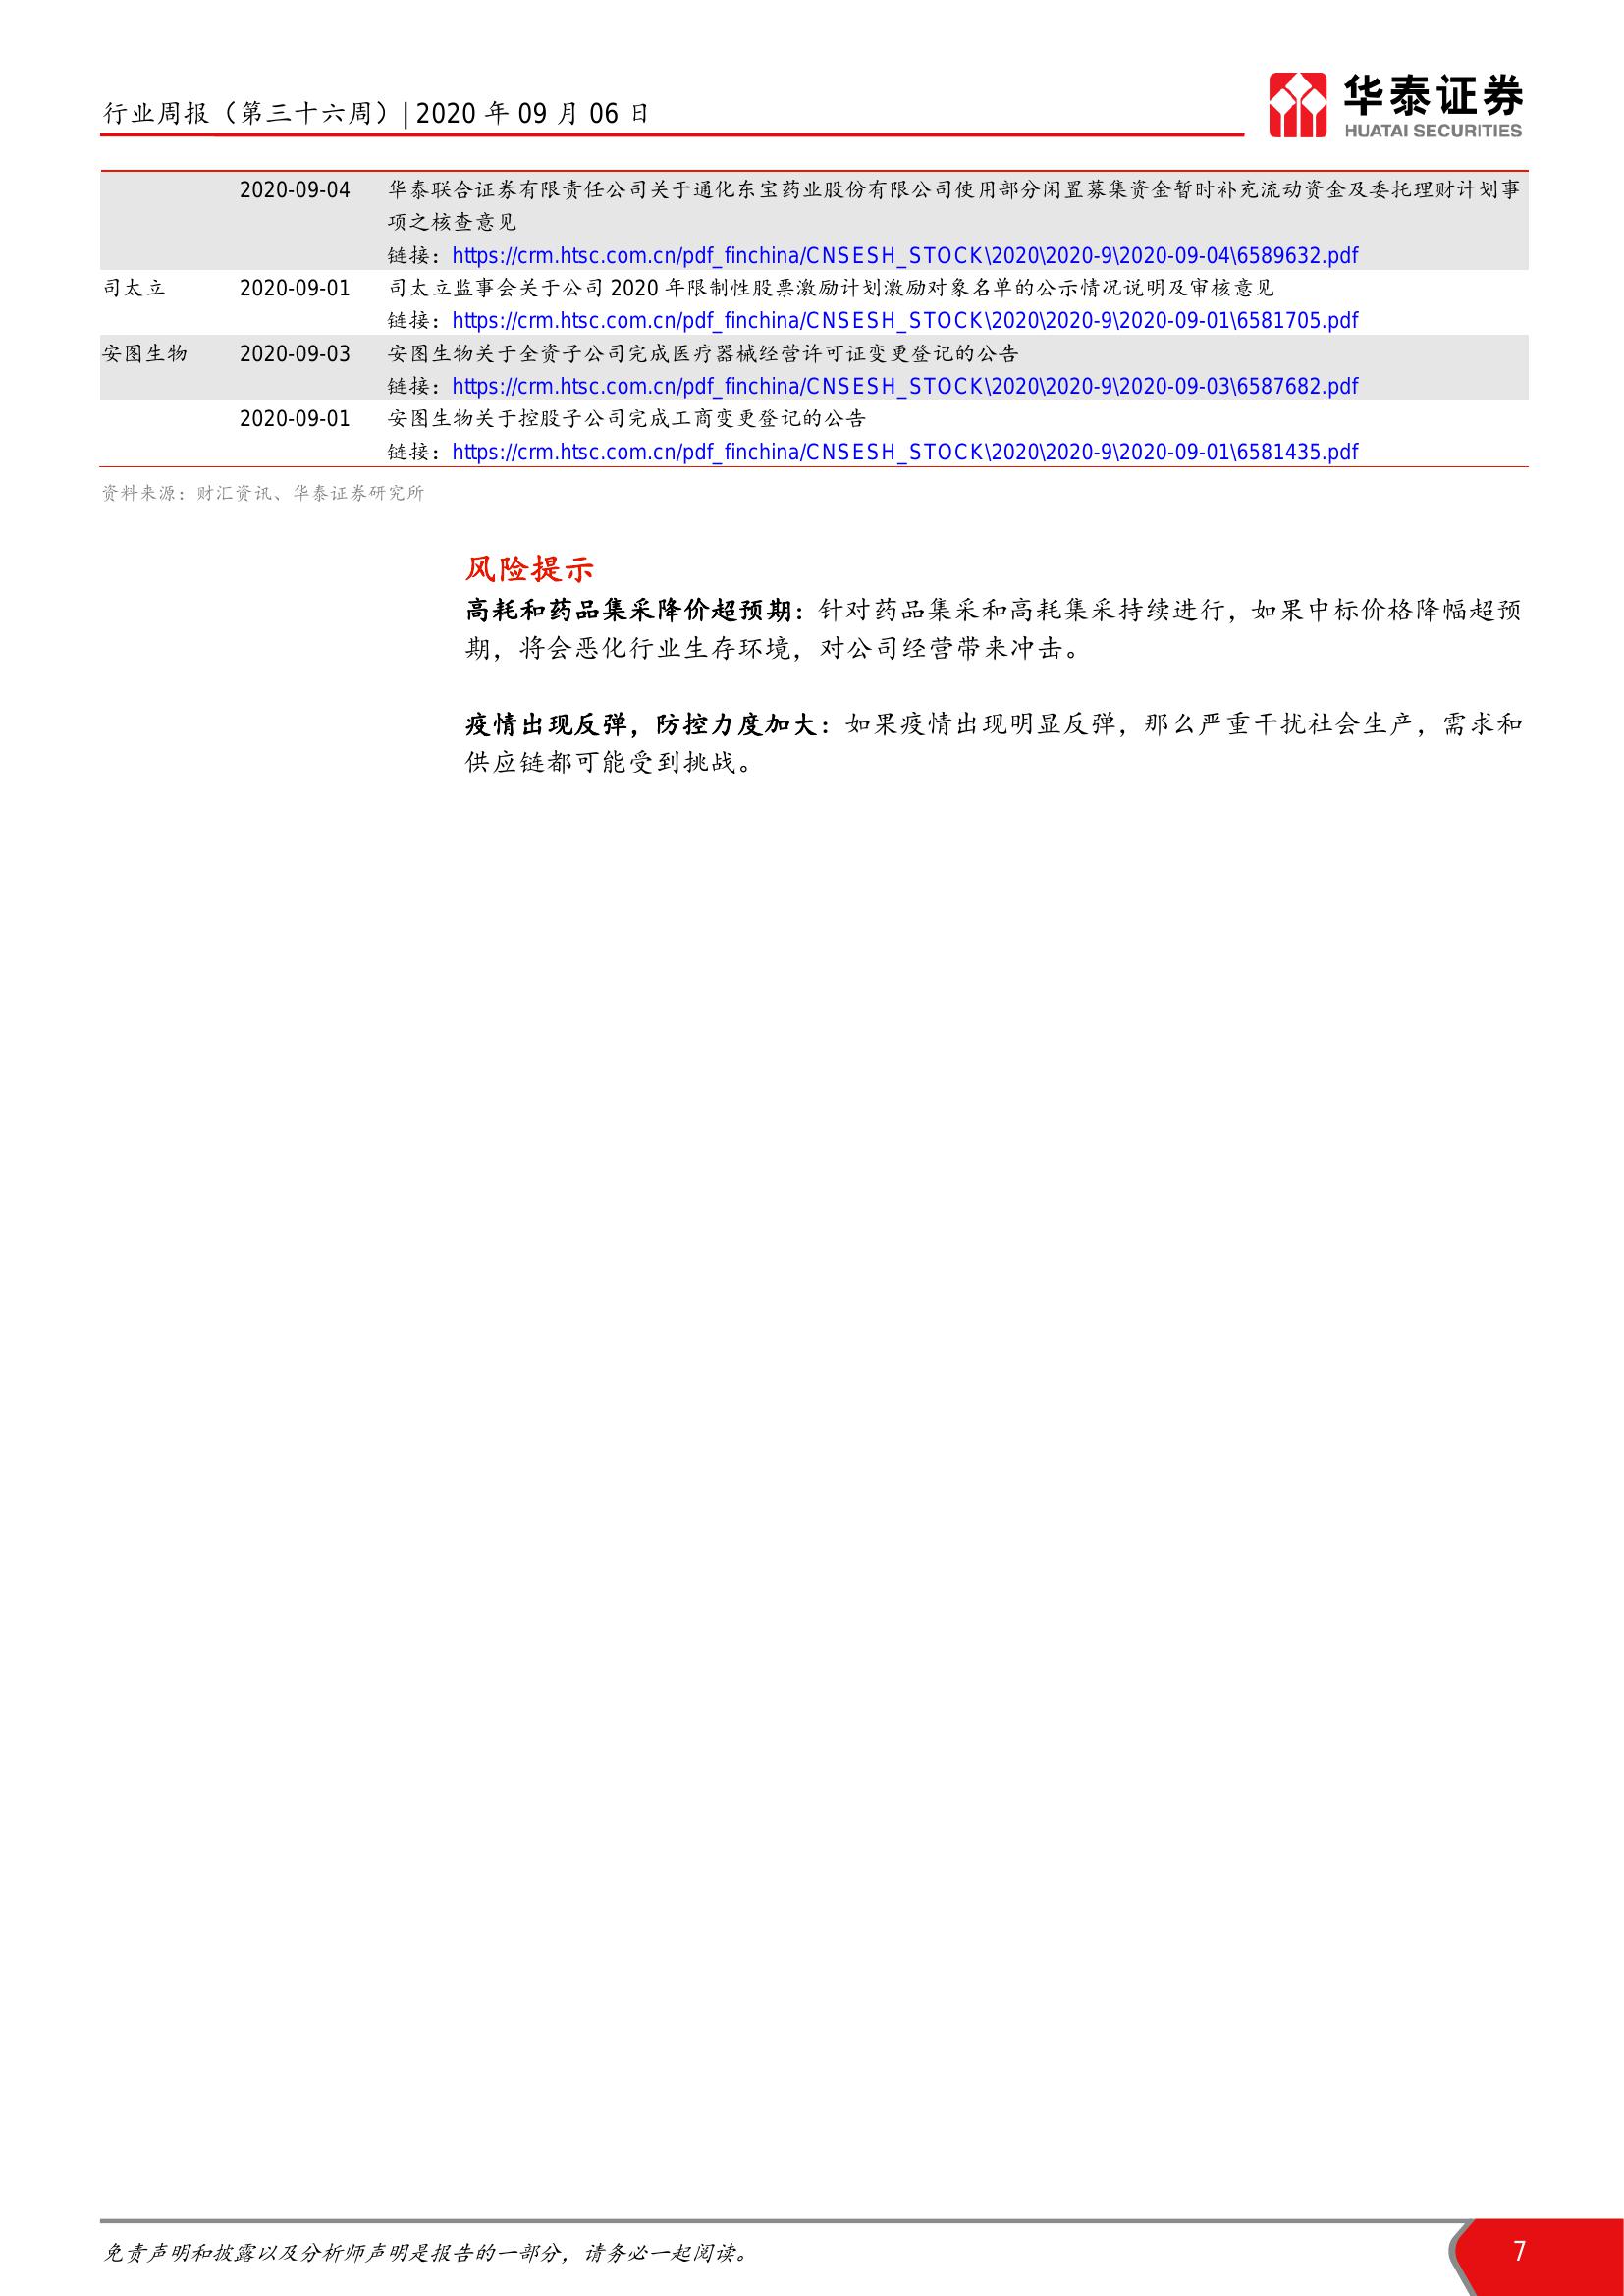 行业周报（第三十六周）| 2020 年 09 月 06 日
华泰证券
HUATAI SECURITIES
2020-09-04 华泰联合证券有限责任公司关于通化东宝药业股份有限公司使用部分闲置募集资金暂时补充流动资金及委托理财计划事
项之核查意见
链接：https://crm.htsc.com.cn/pdf_finchina/CNSESH_STOCK\2020\2020-9\2020-09-04\6589632.pdf
司太立 2020-09-01 司太立监事会关于公司 2020 年限制性股票激励计划激励对象名单的公示情况说明及审核意见
链接：https://crm.htsc.com.cn/pdf_finchina/CNSESH_STOCK\2020\2020-9\2020-09-01\6581705.pdf
安图生物 2020-09-03 安图生物关于全资子公司完成医疗器械经营许可证变更登记的公告
链接：https://crm.htsc.com.cn/pdf_finchina/CNSESH_STOCK\2020\2020-9\2020-09-03\6587682.pdf
2020-09-01 安图生物关于控股子公司完成工商变更登记的公告
链接：https://crm.htsc.com.cn/pdf_finchina/CNSESH_STOCK\2020\2020-9\2020-09-01\6581435.pdf
资料来源：财汇资讯、华泰证券研究所
风险提示
高耗和药品集采降价超预期：针对药品集采和高耗集采持续进行，如果中标价格降幅超预
期，将会恶化行业生存环境，对公司经营带来冲击。
疫情出现反弹，防控力度加大：如果疫情出现明显反弹，那么严重干扰社会生产，需求和
供应链都可能受到挑战。
免责声明和披露以及分析师声明是报告的一部分，请务必一起阅读。
7